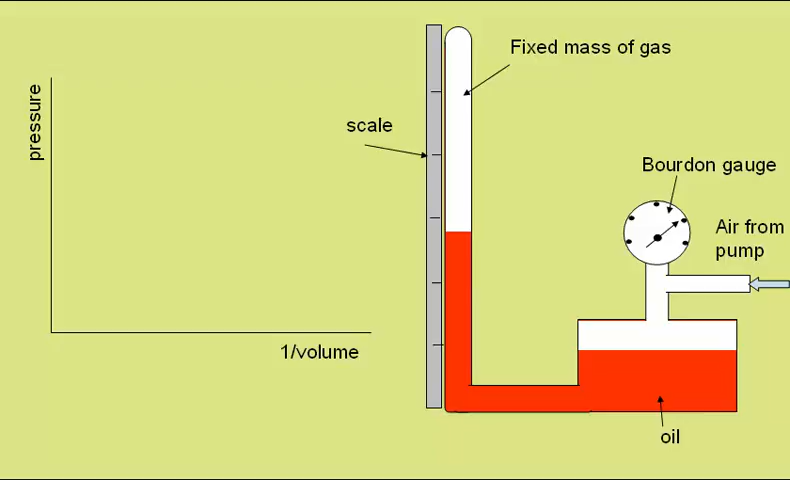 Fixed mass of gas
pressure
scale
Bourdon gauge
Air from
pump
1/volume
oil